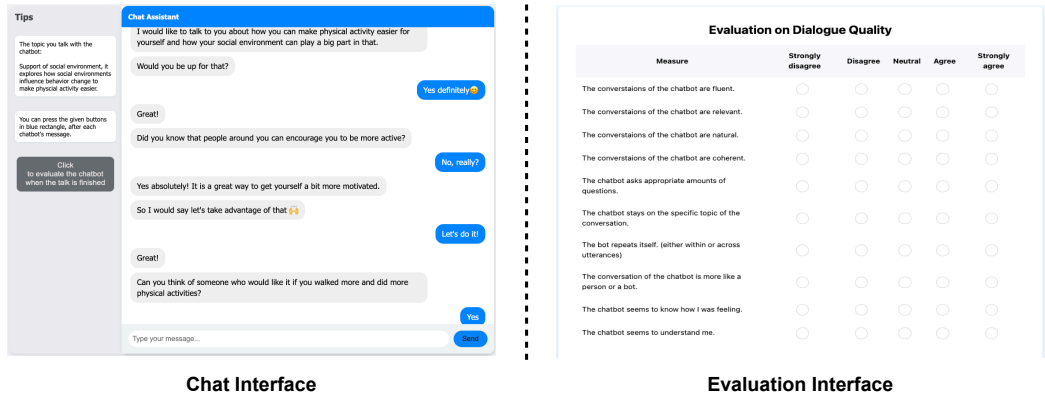 Tips
The topic you talk with the
chatbot:
Support of social environment, it
explores how social environments
influence behavior change to
make physcial activity easier.
You can press the given buttons
in blue rectangle, after each
chatbot's message.
Click
to evaluate the chatbot
when the talk is finished
Chat Assistant
I would like to talk to you about how you can make physical activity easier for
yourself and how your social environment can play a big part in that.
Would you be up for that?
Yes definitely😊
Great!
Did you know that people around you can encourage you to be more active?
No, really?
Yes absolutely! It is a great way to get yourself a bit more motivated.
So I would say let's take advantage of that 🙌
Let's do it!
Great!
Can you think of someone who would like it if you walked more and did more
physical activities?
Yes
Type your message...
Send
Chat Interface
Evaluation on Dialogue Quality
Measure
Strongly
disagree
Disagree
Neutral
Agree
Strongly
agree
The converstaions of the chatbot are fluent.
The converstaions of the chatbot are relevant.
The converstaions of the chatbot are natural.
The converstaions of the chatbot are coherent.
The chatbot asks appropriate amounts of
questions.
The chatbot stays on the specific topic of the
conversation.
The bot repeats itself. (either within or across
utterances)
The conversation of the chatbot is more like a
person or a bot.
The chatbot seems to know how I was feeling.
The chatbot seems to understand me.
Evaluation Interface